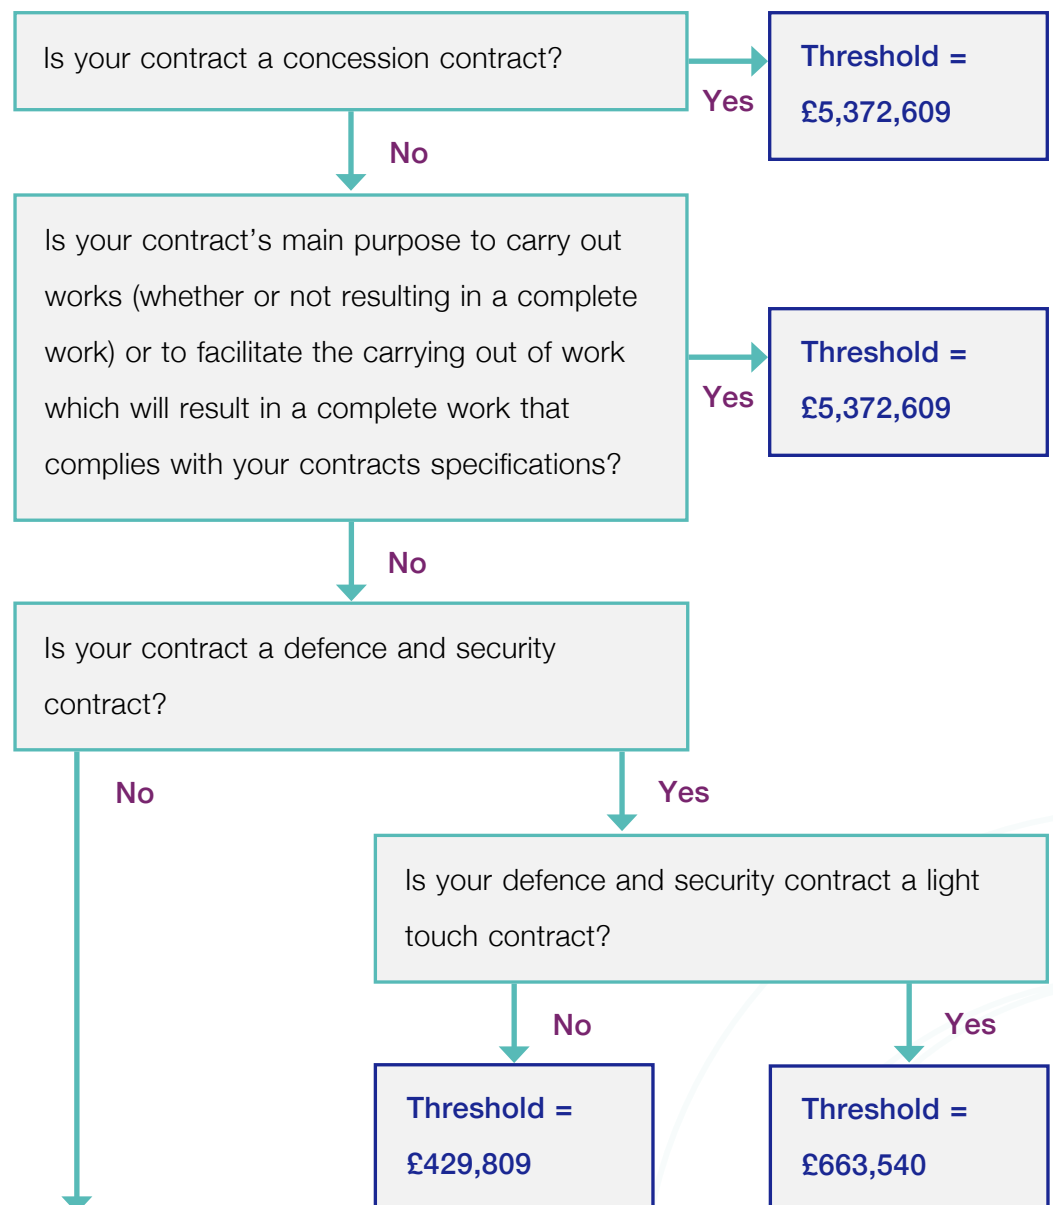 Is your contract a concession contract?
Threshold =
£5,372,609
Yes
No
Is your contract’s main purpose to carry out
works (whether or not resulting in a complete
work) or to facilitate the carrying out of work
which will result in a complete work that
complies with your contracts specifications?
Threshold =
£5,372,609
Yes
No
Is your contract a defence and security
contract?
No
Yes
Is your defence and security contract a light
touch contract?
No
Yes
Threshold =
£429,809
Threshold =
£663,540